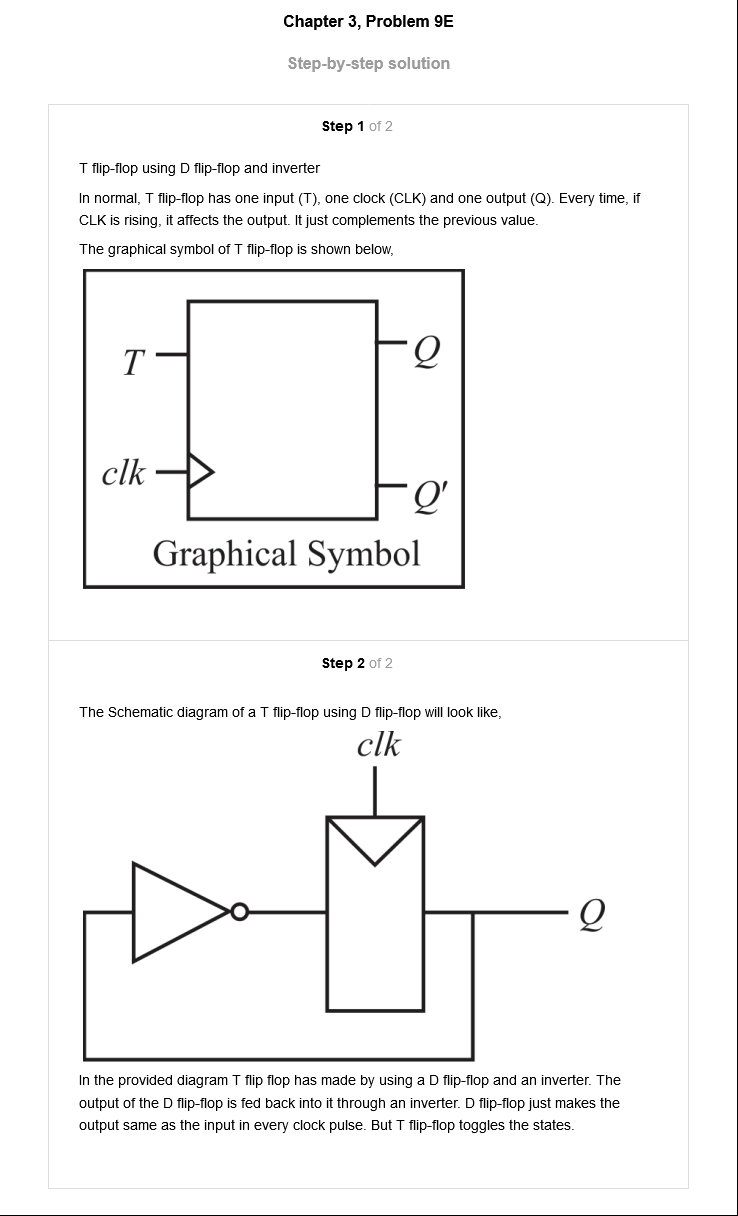 Chapter 3, Problem 9E
Step-by-step solution
Step 1 of 2
T flip-flop using D flip-flop and inverter
In normal, T flip-flop has one input (T), one clock (CLK) and one output (Q). Every time, if
CLK is rising, it affects the output. It just complements the previous value.
The graphical symbol of T flip-flop is shown below,
T
Q
clk
Q'
Graphical Symbol
Step 2 of 2
The Schematic diagram of a T flip-flop using D flip-flop will look like,
clk
Q
In the provided diagram T flip flop has made by using a D flip-flop and an inverter. The
output of the D flip-flop is fed back into it through an inverter. D flip-flop just makes the
output same as the input in every clock pulse. But T flip-flop toggles the states.